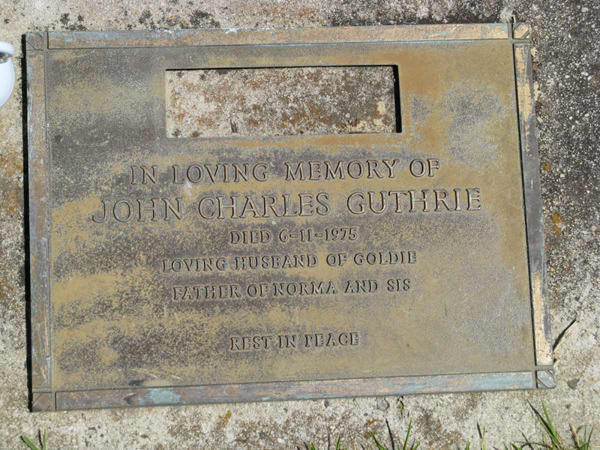 IN LOVING MEMORY OF
JOHN CHARLES GUTHRIE
DIED 6-11-1975
LOVING HUSBAND OF GOLDIE
FATHER OF NORMA AND SIS
REST IN PEACE